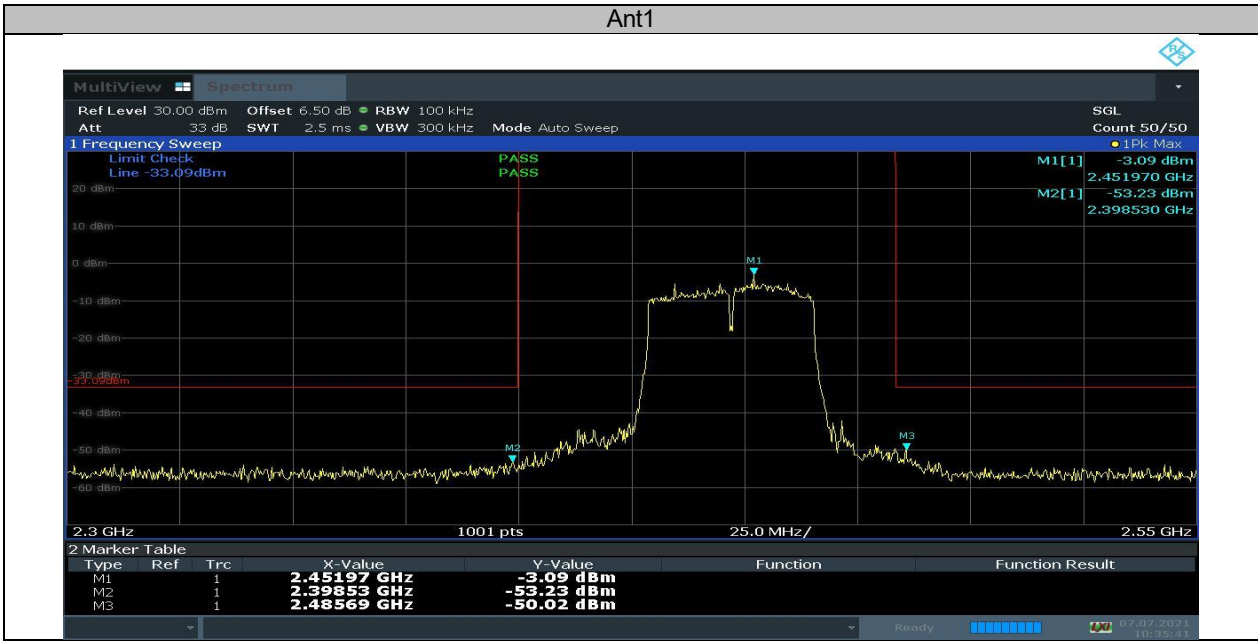 Ant1
R&S
MultiView Spectrum
Ref Level 30.00 dBm Offset 6.50 dB RBW 100 kHz SGL
Att 33 dB SWT 2.5 ms VBW 300 kHz Mode Auto Sweep Count 50/50
1 Frequency Sweep 1Pk Max
Limit Check PASS M1[1] -3.09 dBm
Line -33.09dBm PASS 2.451970 GHz
20 dBm M2[1] -53.23 dBm
2.398530 GHz
10 dBm
0 dBm
M1
-10 dBm
-20 dBm
-30 dBm
-33.09dBm
-40 dBm
M3
M2
-50 dBm
-60 dBm
2.3 GHz 1001 pts 25.0 MHz/ 2.55 GHz
2 Marker Table
Type Ref Trc X-Value Y-Value Function Function Result
M1 1 2.45197 GHz -3.09 dBm
M2 1 2.39853 GHz -53.23 dBm
M3 1 2.48569 GHz -50.02 dBm
Ready LXI 07.07.2021
10:35:41